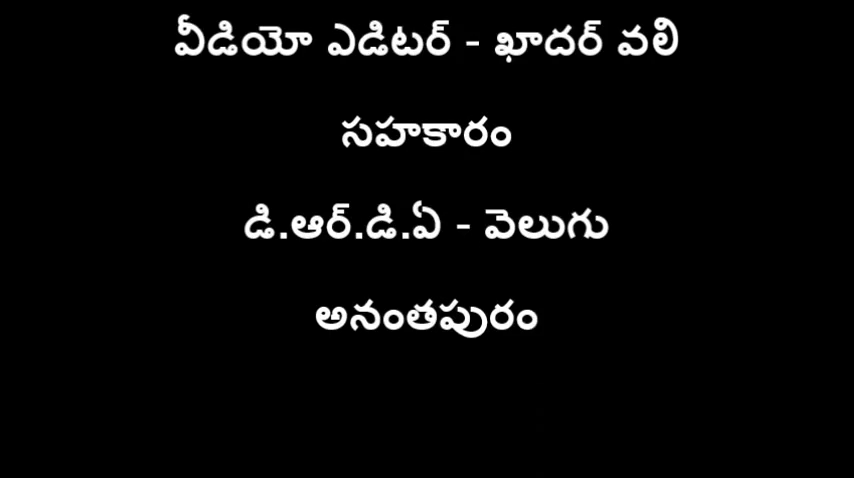 వీడియో ఎడిటర్ - ఖాదర్ వలి
సహకారం
డి.ఆర్.డి.ఏ - వెలుగు
అనంతపురం